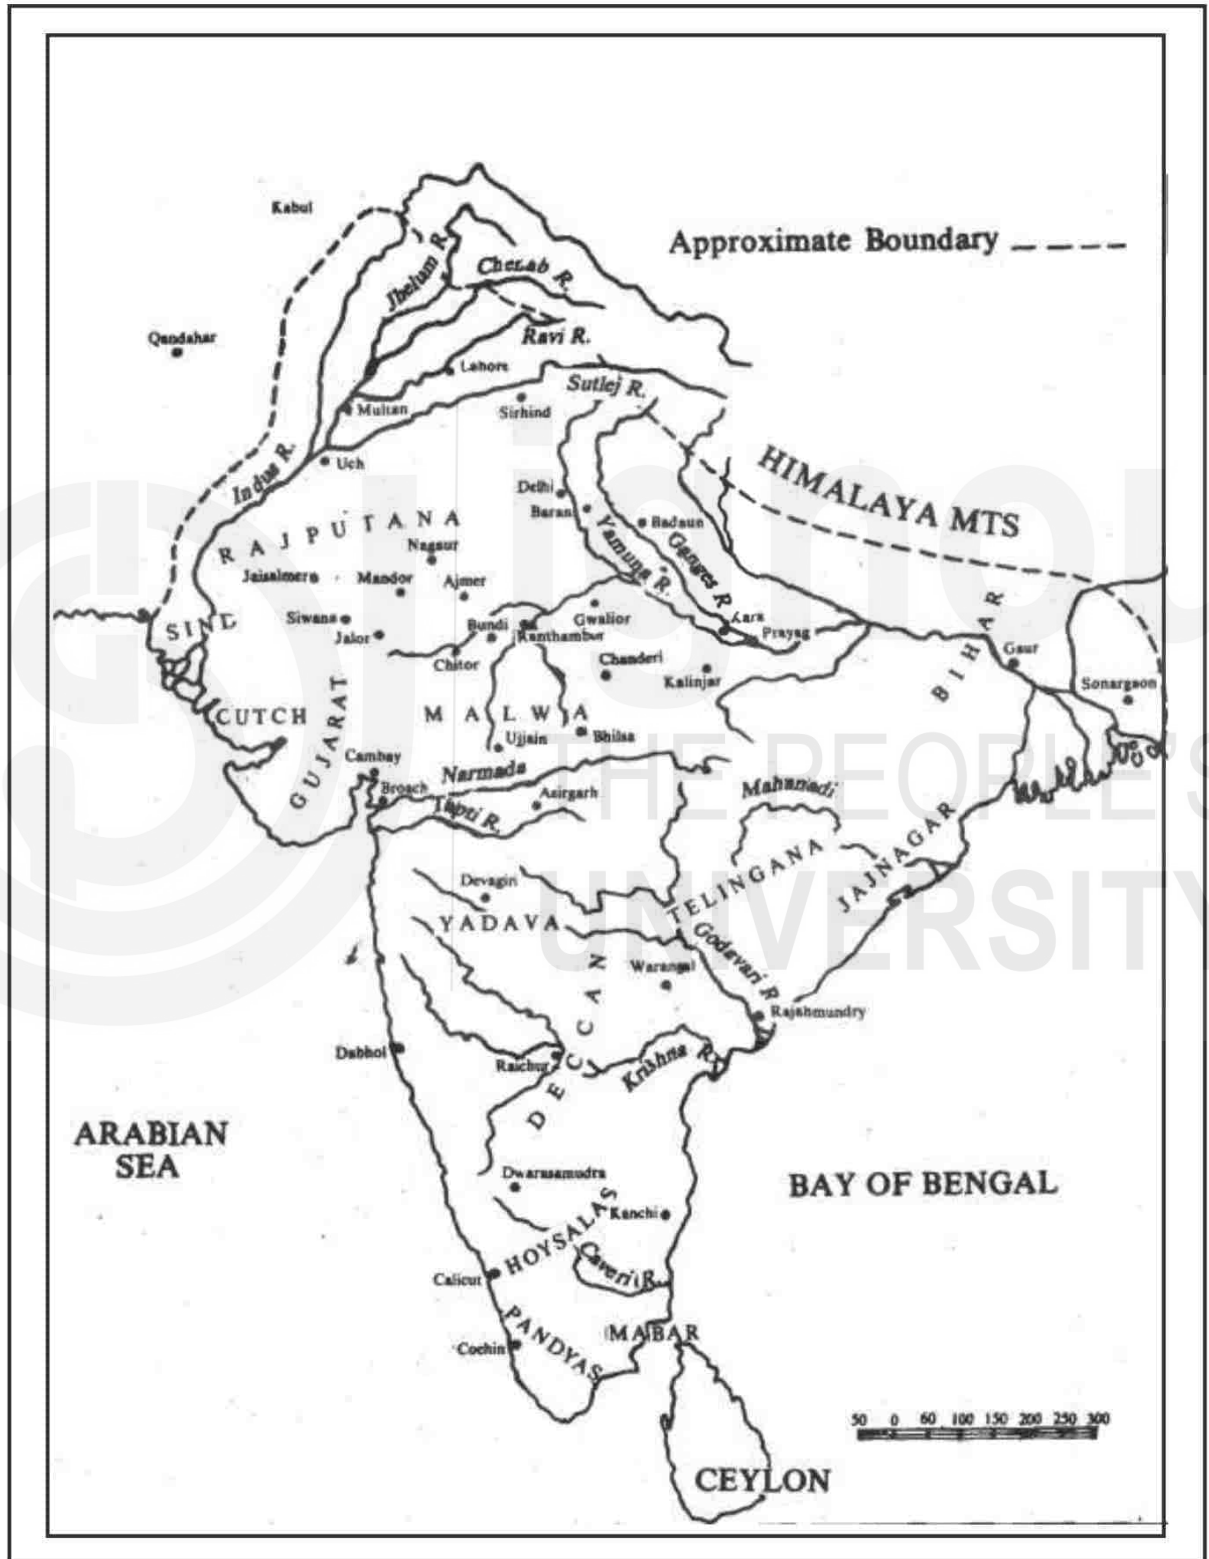 Kabul
Approximate Boundary
Jhelum R.
Chenab R.
Qandahar
Ravi R.
Lahore
Sutlej R.
Multan
Sirhind
HIMALAYA MTS
Uch
Indus R.
Delhi
Baran
Badaun
Yamuna R.
Ganges R
RAJPUTANA
Nagaur
Jaisalmer
Mandor
Ajmer
Siwana
Gwalior
Kara
SIND
Jalor
Bundi
Ranthambur
Prayag
BIHAR
Gaur
Chitor
Chanderi
Kalinjar
Sonargaon
CUTCH
GUJARAT
MALWA
Ujjain
Bhilsa
Cambay
Narmada
Broach
Asirgarh
Mahanadi
Tapti R.
TELINGANA
JAJNAGAR
Devagiri
YADAVA
Godavari R
DECCAN
Warangal
Rajahmundry
Dabhol
Raichur
Krishna R.
ARABIAN
SEA
Dwarasamudra
BAY OF BENGAL
Kanchi
HOYSALAS
Calicut
Caveri R.
PANDYAS
MABAR
Cochin
50 0 60 100 150 200 250 300
CEYLON
ignou
THE PEOPLE'S
UNIVERSITY